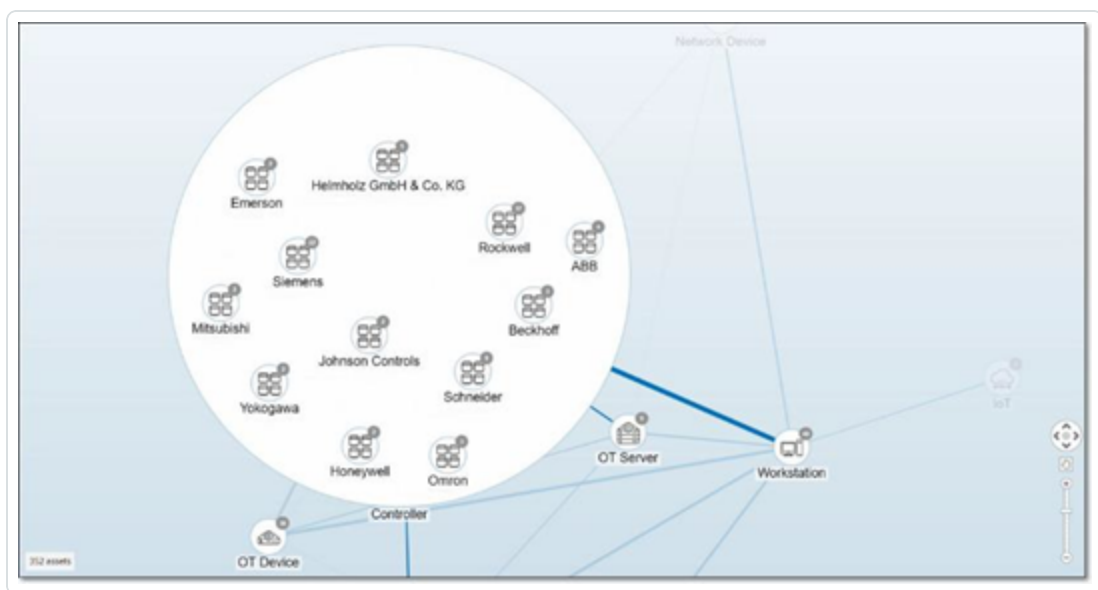 Network Device
Helmholz GmbH & Co. KG
Emerson
Rockwell
ABB
Siemens
Mitsubishi
Beckhoff
Johnson Controls
Schneider
Yokogawa
IoT
Honeywell
Omron
OT Server
Workstation
Controller
OT Device
352 assets